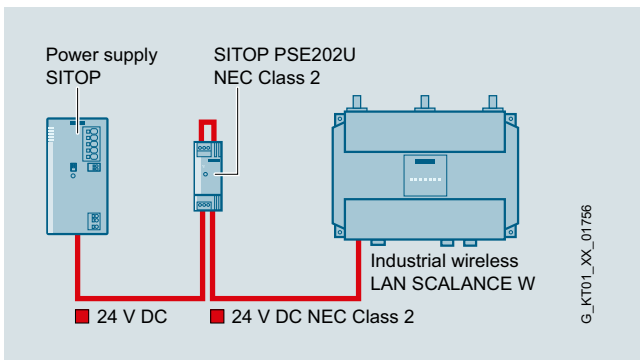 Power supply
SITOP
SITOP PSE202U
NEC Class 2
Industrial wireless
LAN SCALANCE W
24 V DC
24 V DC NEC Class 2
G_KT01_XX_01756